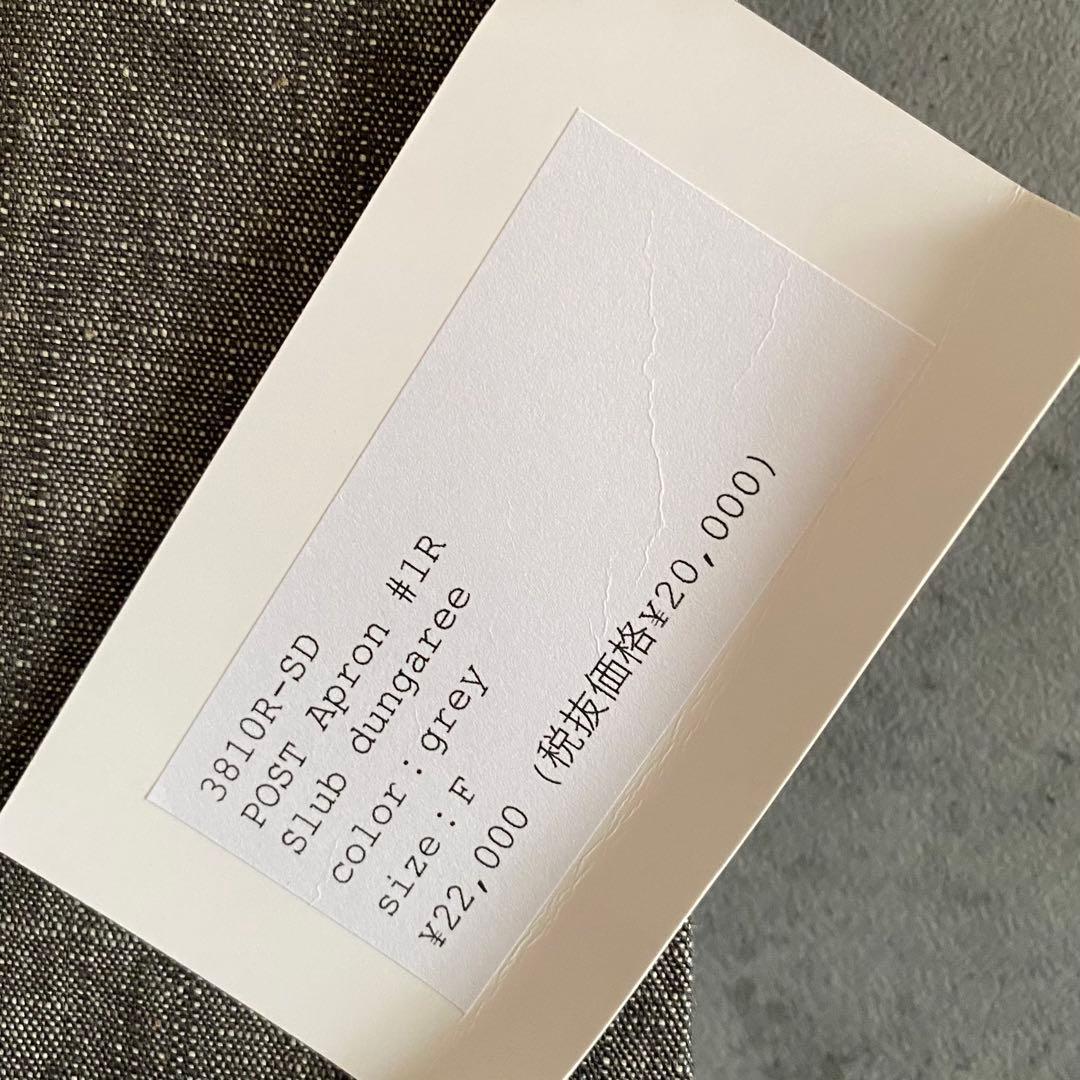 3810R-SD
POST Apron #1R
Slub dungaree
color:grey
size:F
¥22,000 (税抜価格¥20,000)